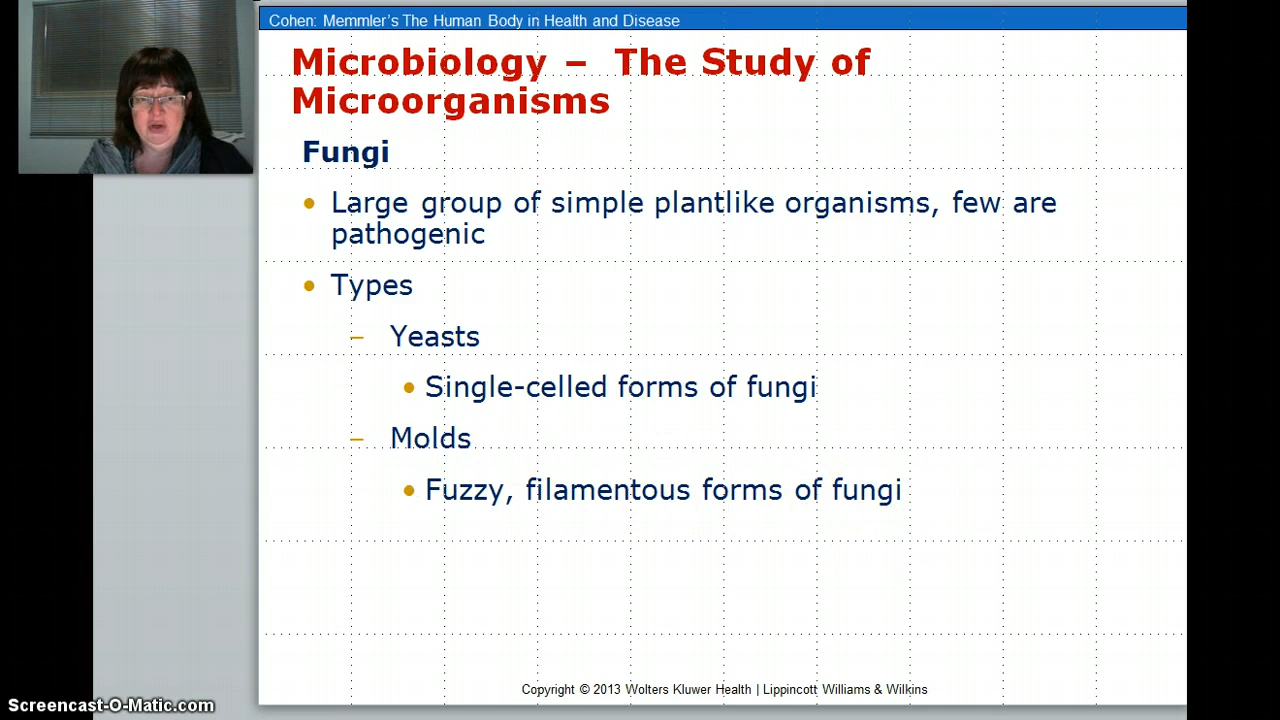 Cohen: Memmler's The Human Body in Health and Disease
Microbiology – The Study of
Microorganisms
Fungi
• Large group of simple plantlike organisms, few are
pathogenic
• Types
– Yeasts
• Single-celled forms of fungi
– Molds
• Fuzzy, filamentous forms of fungi
Copyright © 2013 Wolters Kluwer Health | Lippincott Williams & Wilkins
Screencast-O-Matic.com